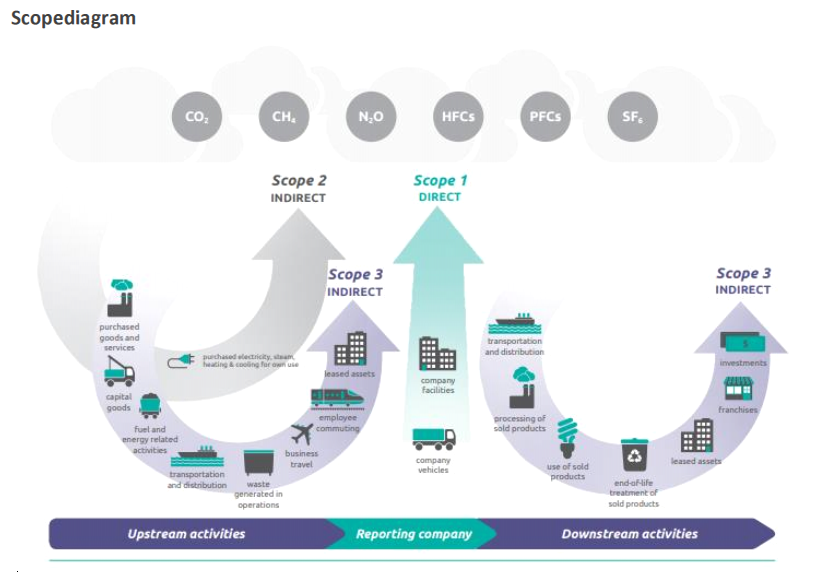 Scopediagram
CO₂
CH₄
N₂O
HFCs
PFCs
SF₆
Scope 2
INDIRECT
Scope 1
DIRECT
Scope 3
INDIRECT
Scope 3
INDIRECT
purchased
goods and
services
capital
goods
fuel and
energy related
activities
transportation
and distribution
waste
generated in
operations
business
travel
employee
commuting
leased assets
purchased electricity, steam,
heating & cooling for own use
company
facilities
company
vehicles
transportation
and distribution
processing of
sold products
use of sold
products
end-of-life
treatment of
sold products
leased assets
franchises
investments
$
Upstream activities
Reporting company
Downstream activities